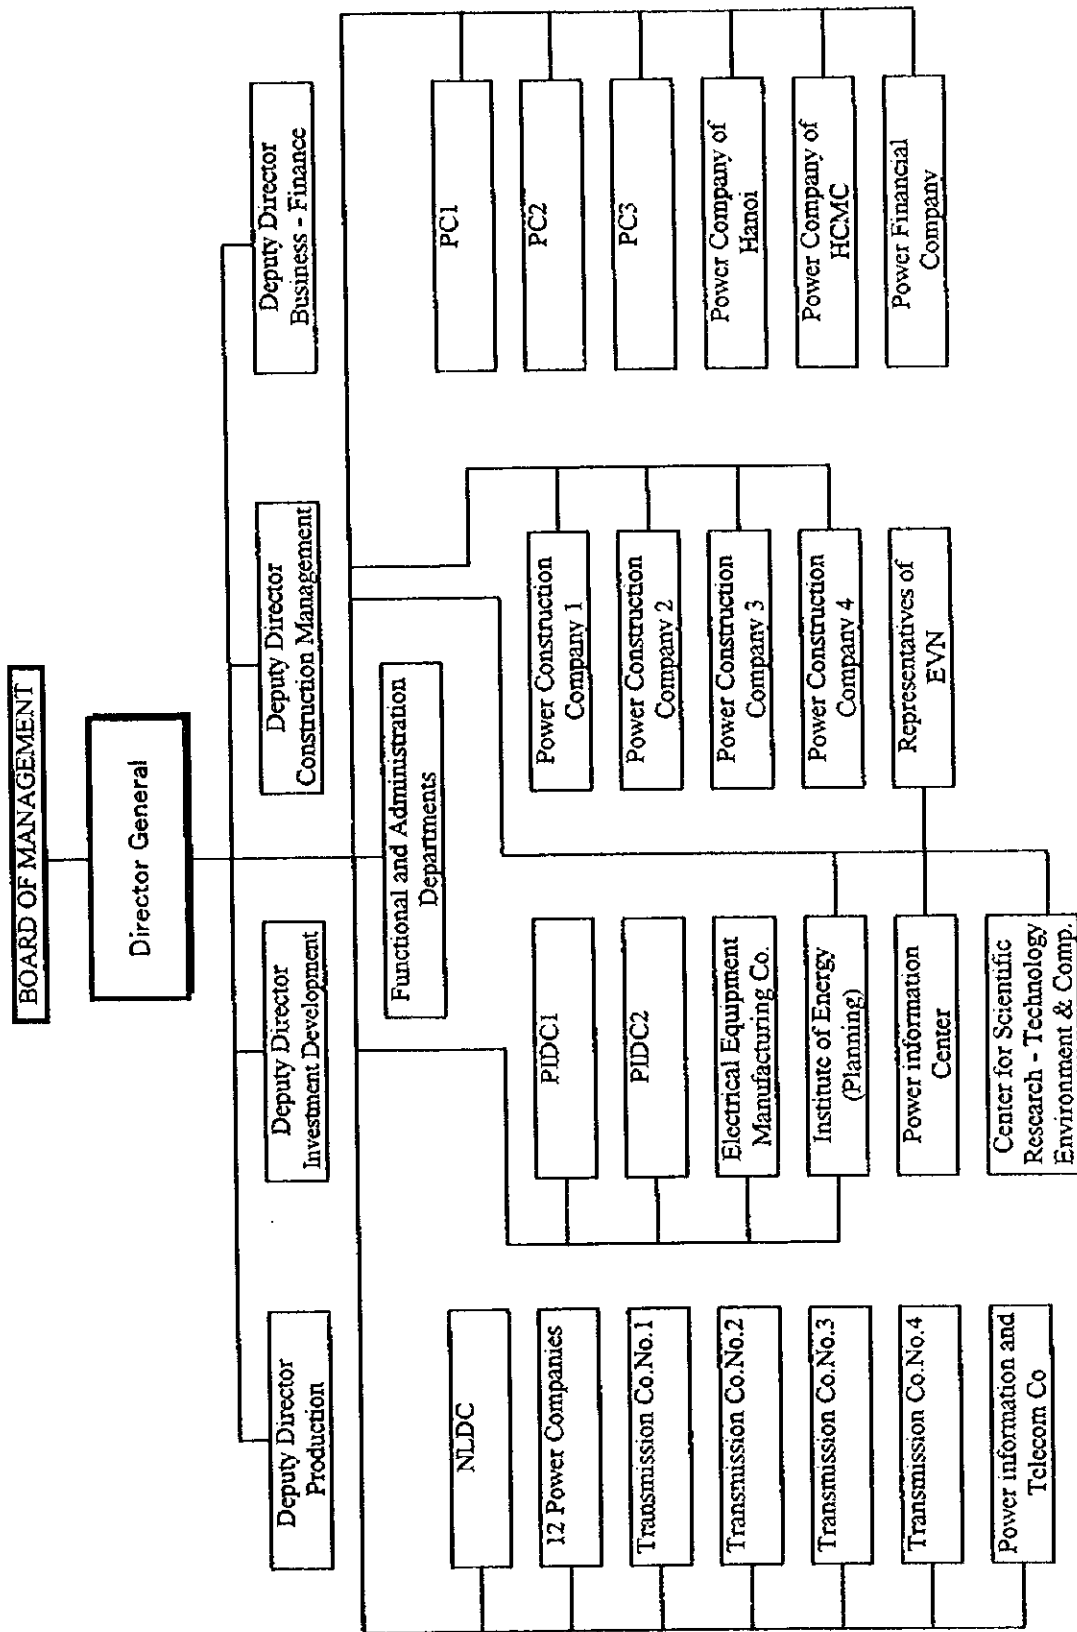 BOARD OF MANAGEMENT
Director General
Deputy Director
Production
Deputy Director
Investment Development
Deputy Director
Construction Management
Deputy Director
Business - Finance
Functional and Administration
Departments
NLDC
12 Power Companies
Transmission Co.No.1
Transmission Co.No.2
Transmission Co.No.3
Transmission Co.No.4
Power information and
Telecom Co
PIDC1
PIDC2
Electrical Equipment
Manufacturing Co.
Institute of Energy
(Planning)
Power information
Center
Center for Scientific
Research - Technology
Environment & Comp.
Power Construction
Company 1
Power Construction
Company 2
Power Construction
Company 3
Power Construction
Company 4
Representatives of
EVN
PC1
PC2
PC3
Power Company of
Hanoi
Power Company of
HCMC
Power Financial
Company